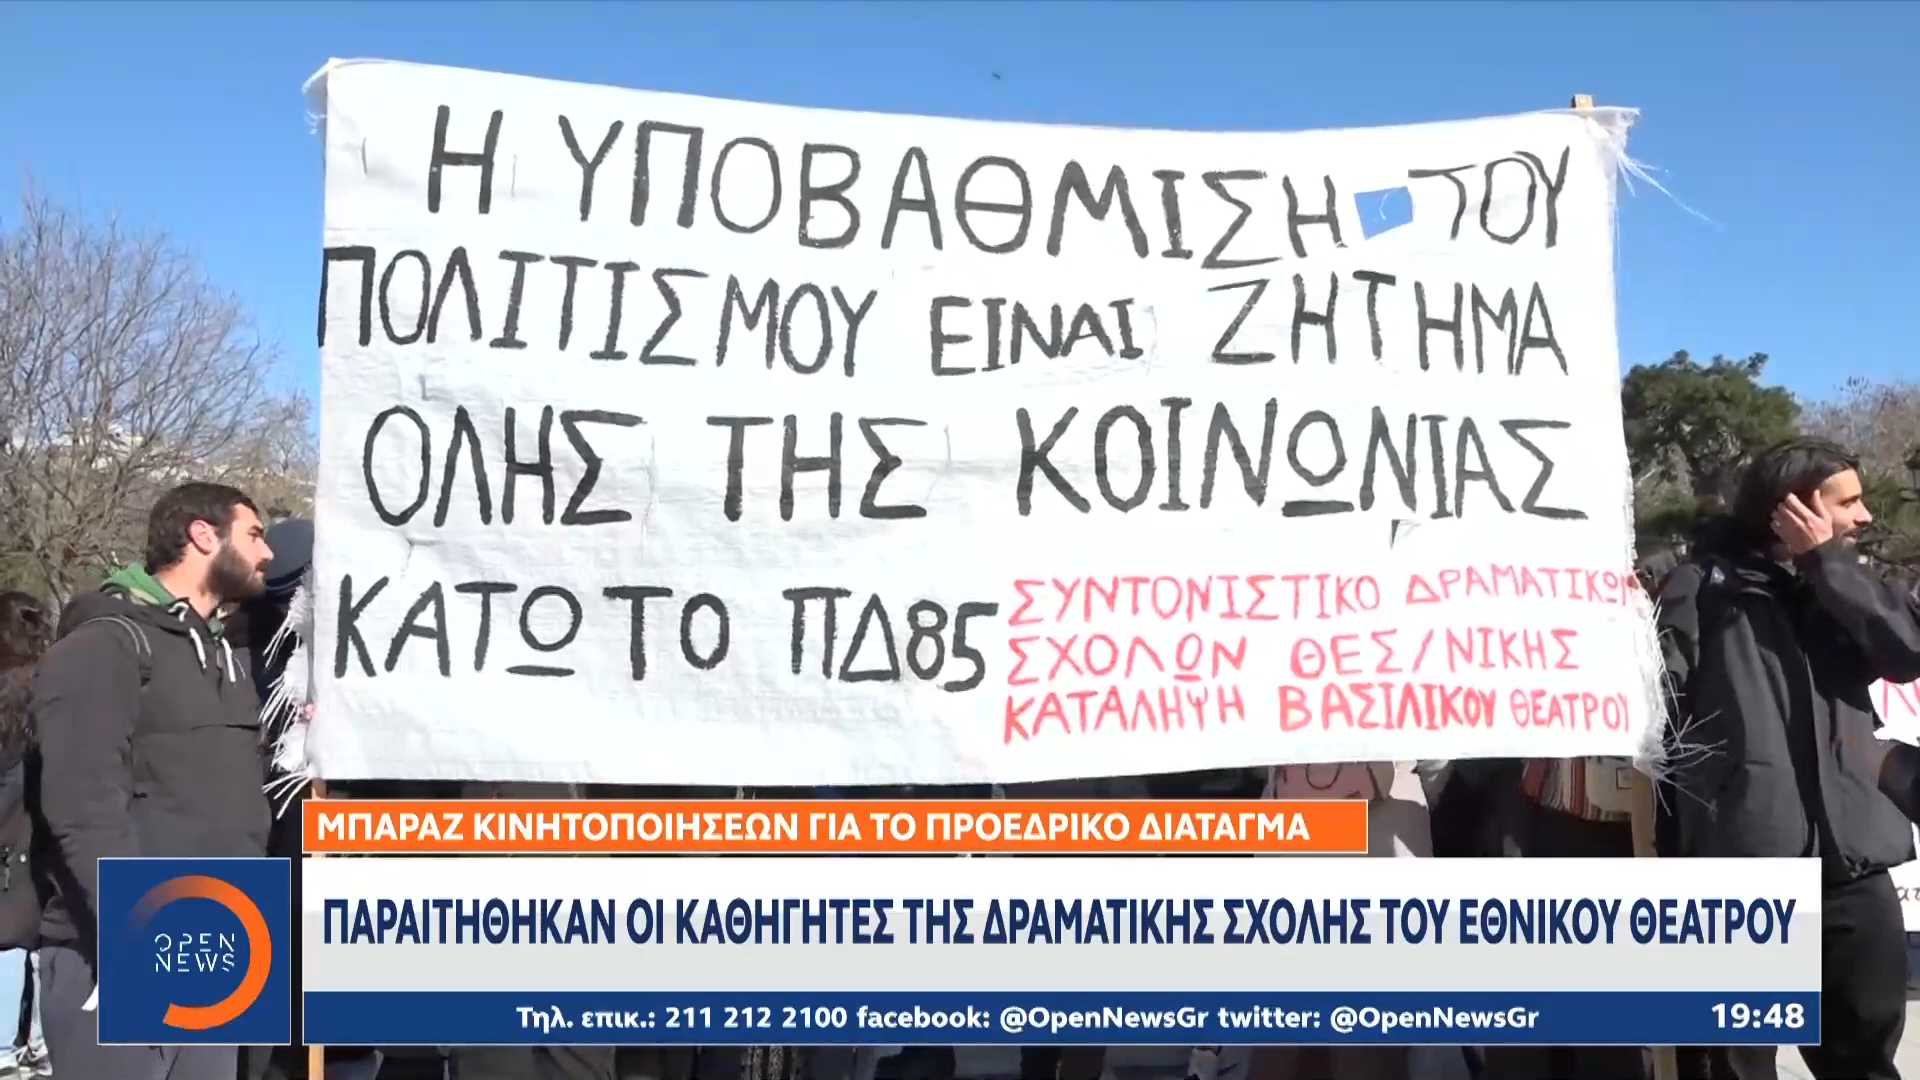 Η ΥΠΟΒΑΘΜΙΣΗ ΤΟΥ
ΠΟΛΙΤΙΣΜΟΥ ΕΙΝΑΙ ΖΗΤΗΜΑ
ΟΛΗΣ ΤΗΣ ΚΟΙΝΩΝΙΑΣ
ΚΑΤΩ ΤΟ ΠΔ85
ΣΥΝΤΟΝΙΣΤΙΚΟ ΔΡΑΜΑΤΙΚΩΝ
ΣΧΟΛΩΝ ΘΕΣ/ΝΙΚΗΣ
ΚΑΤΑΛΗΨΗ ΒΑΣΙΛΙΚΟΥ ΘΕΑΤΡΟΥ
ΜΠΑΡΑΖ ΚΙΝΗΤΟΠΟΙΗΣΕΩΝ ΓΙΑ ΤΟ ΠΡΟΕΔΡΙΚΟ ΔΙΑΤΑΓΜΑ
OPEN
NEWS
ΠΑΡΑΙΤΗΘΗΚΑΝ ΟΙ ΚΑΘΗΓΗΤΕΣ ΤΗΣ ΔΡΑΜΑΤΙΚΗΣ ΣΧΟΛΗΣ ΤΟΥ ΕΘΝΙΚΟΥ ΘΕΑΤΡΟΥ
Τηλ. επικ.: 211 212 2100 facebook: @OpenNewsGr twitter: @OpenNewsGr
19:48